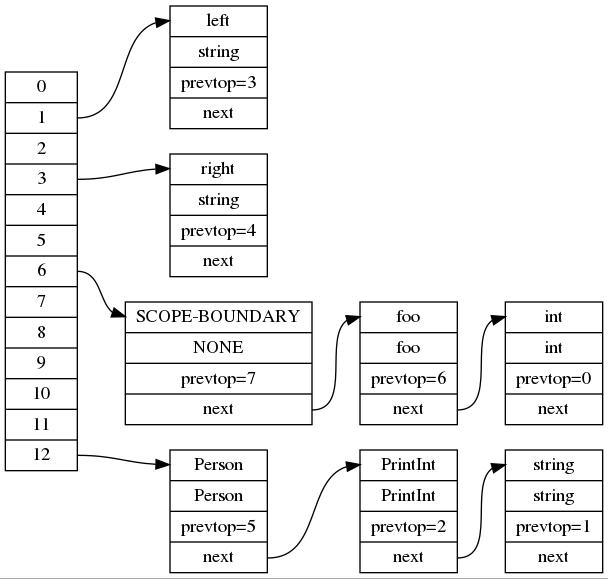 0
1
2
3
4
5
6
7
8
9
10
11
12
left
string
prevtop=3
next
right
string
prevtop=4
next
SCOPE-BOUNDARY
NONE
prevtop=7
next
foo
foo
prevtop=6
next
int
int
prevtop=0
next
Person
Person
prevtop=5
next
PrintInt
PrintInt
prevtop=2
next
string
string
prevtop=1
next